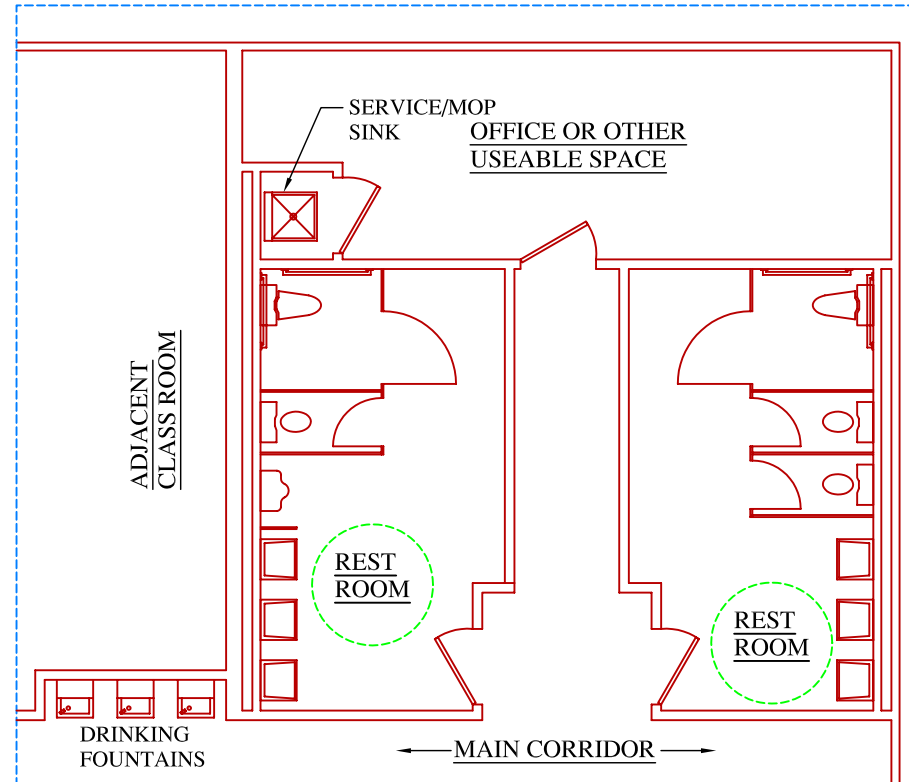 SERVICE/MOP
SINK
OFFICE OR OTHER
USEABLE SPACE
ADJACENT
CLASS ROOM
REST
ROOM
REST
ROOM
DRINKING
FOUNTAINS
MAIN CORRIDOR